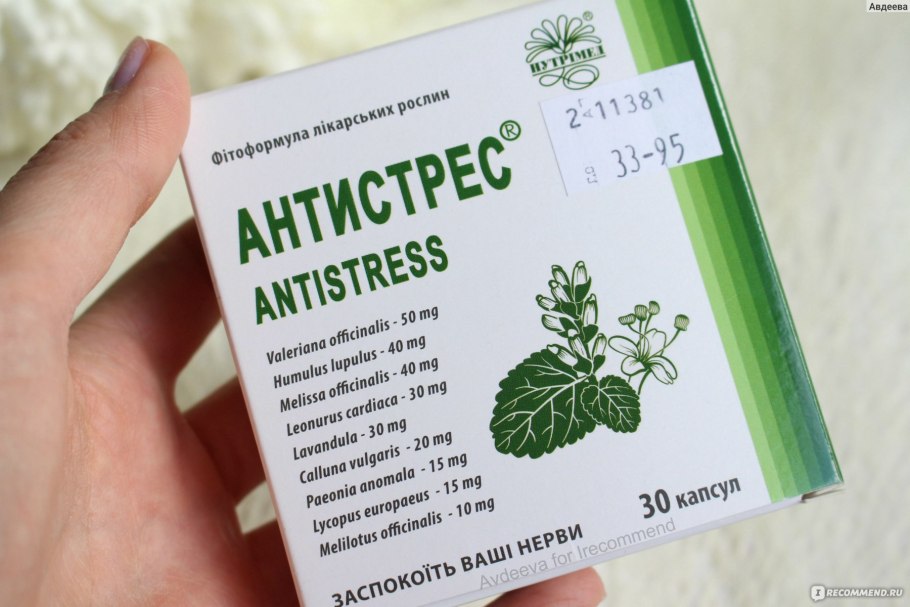 Авдеева
НУТРІМЕД®
2 11381
33-95
Фітоформула лікарських рослин
АНТИСТРЕС®
ANTISTRESS
Valeriana officinalis - 50 mg
Humulus lupulus - 40 mg
Melissa officinalis - 40 mg
Leonurus cardiaca - 30 mg
Lavandula - 30 mg
Calluna vulgaris - 20 mg
Paeonia anomala - 15 mg
Lycopus europaeus - 15 mg
Melilotus officinalis - 10 mg
30 капсул
ЗАСПОКОЇТЬ ВАШІ НЕРВИ
Avdeeva for Irecommend
IRECOMMEND.RU